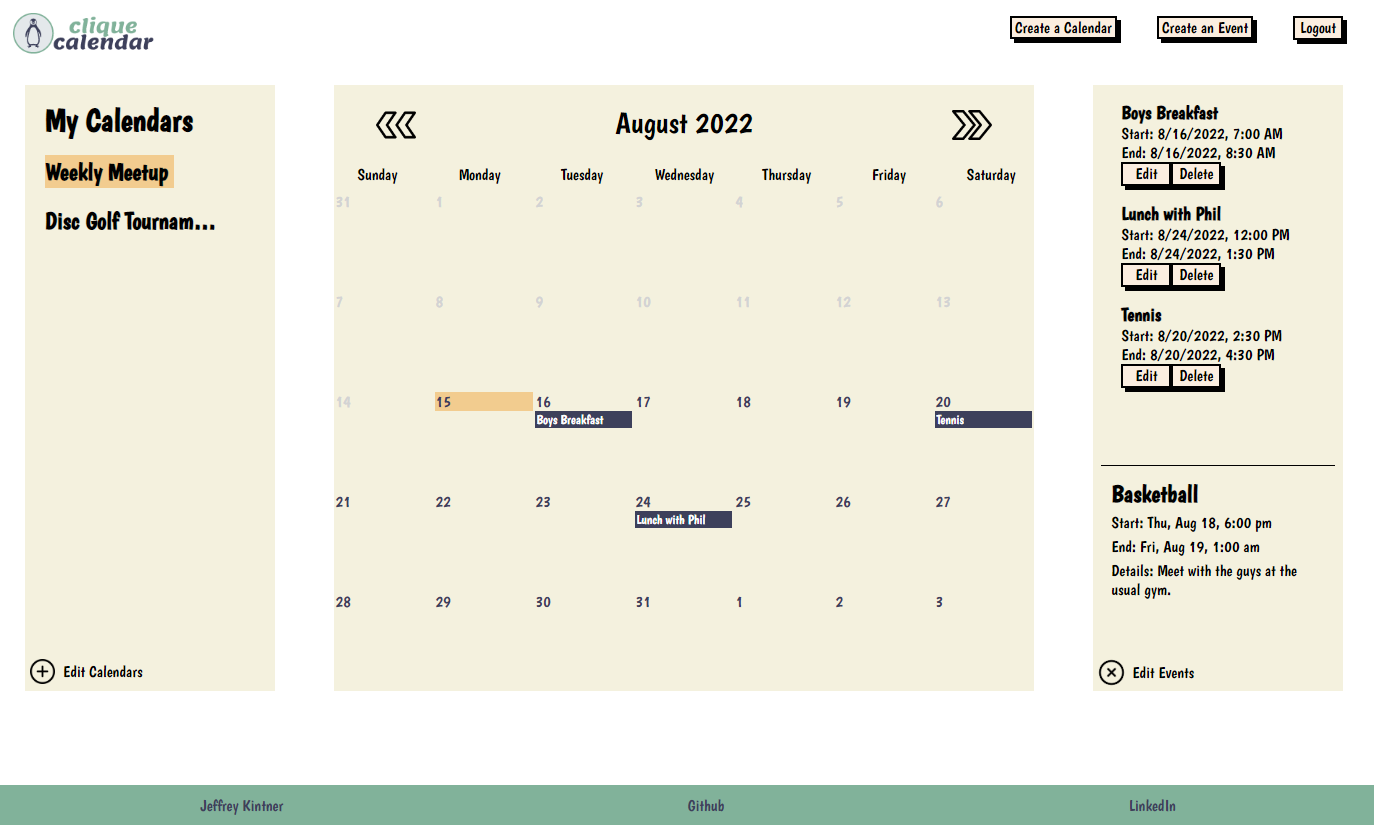 clique
calendar
Create a Calendar
Create an Event
Logout
My Calendars
Weekly Meetup
Disc Golf Tournam...
Edit Calendars
August 2022
Sunday Monday Tuesday Wednesday Thursday Friday Saturday
31 1 2 3 4 5 6
7 8 9 10 11 12 13
14 15 16 17 18 19 20
Boys Breakfast Tennis
21 22 23 24 25 26 27
Lunch with Phil
28 29 30 31 1 2 3
Boys Breakfast
Start: 8/16/2022, 7:00 AM
End: 8/16/2022, 8:30 AM
Edit Delete
Lunch with Phil
Start: 8/24/2022, 12:00 PM
End: 8/24/2022, 1:30 PM
Edit Delete
Tennis
Start: 8/20/2022, 2:30 PM
End: 8/20/2022, 4:30 PM
Edit Delete
Basketball
Start: Thu, Aug 18, 6:00 pm
End: Fri, Aug 19, 1:00 am
Details: Meet with the guys at the
usual gym.
Edit Events
Jeffrey Kintner
Github
LinkedIn